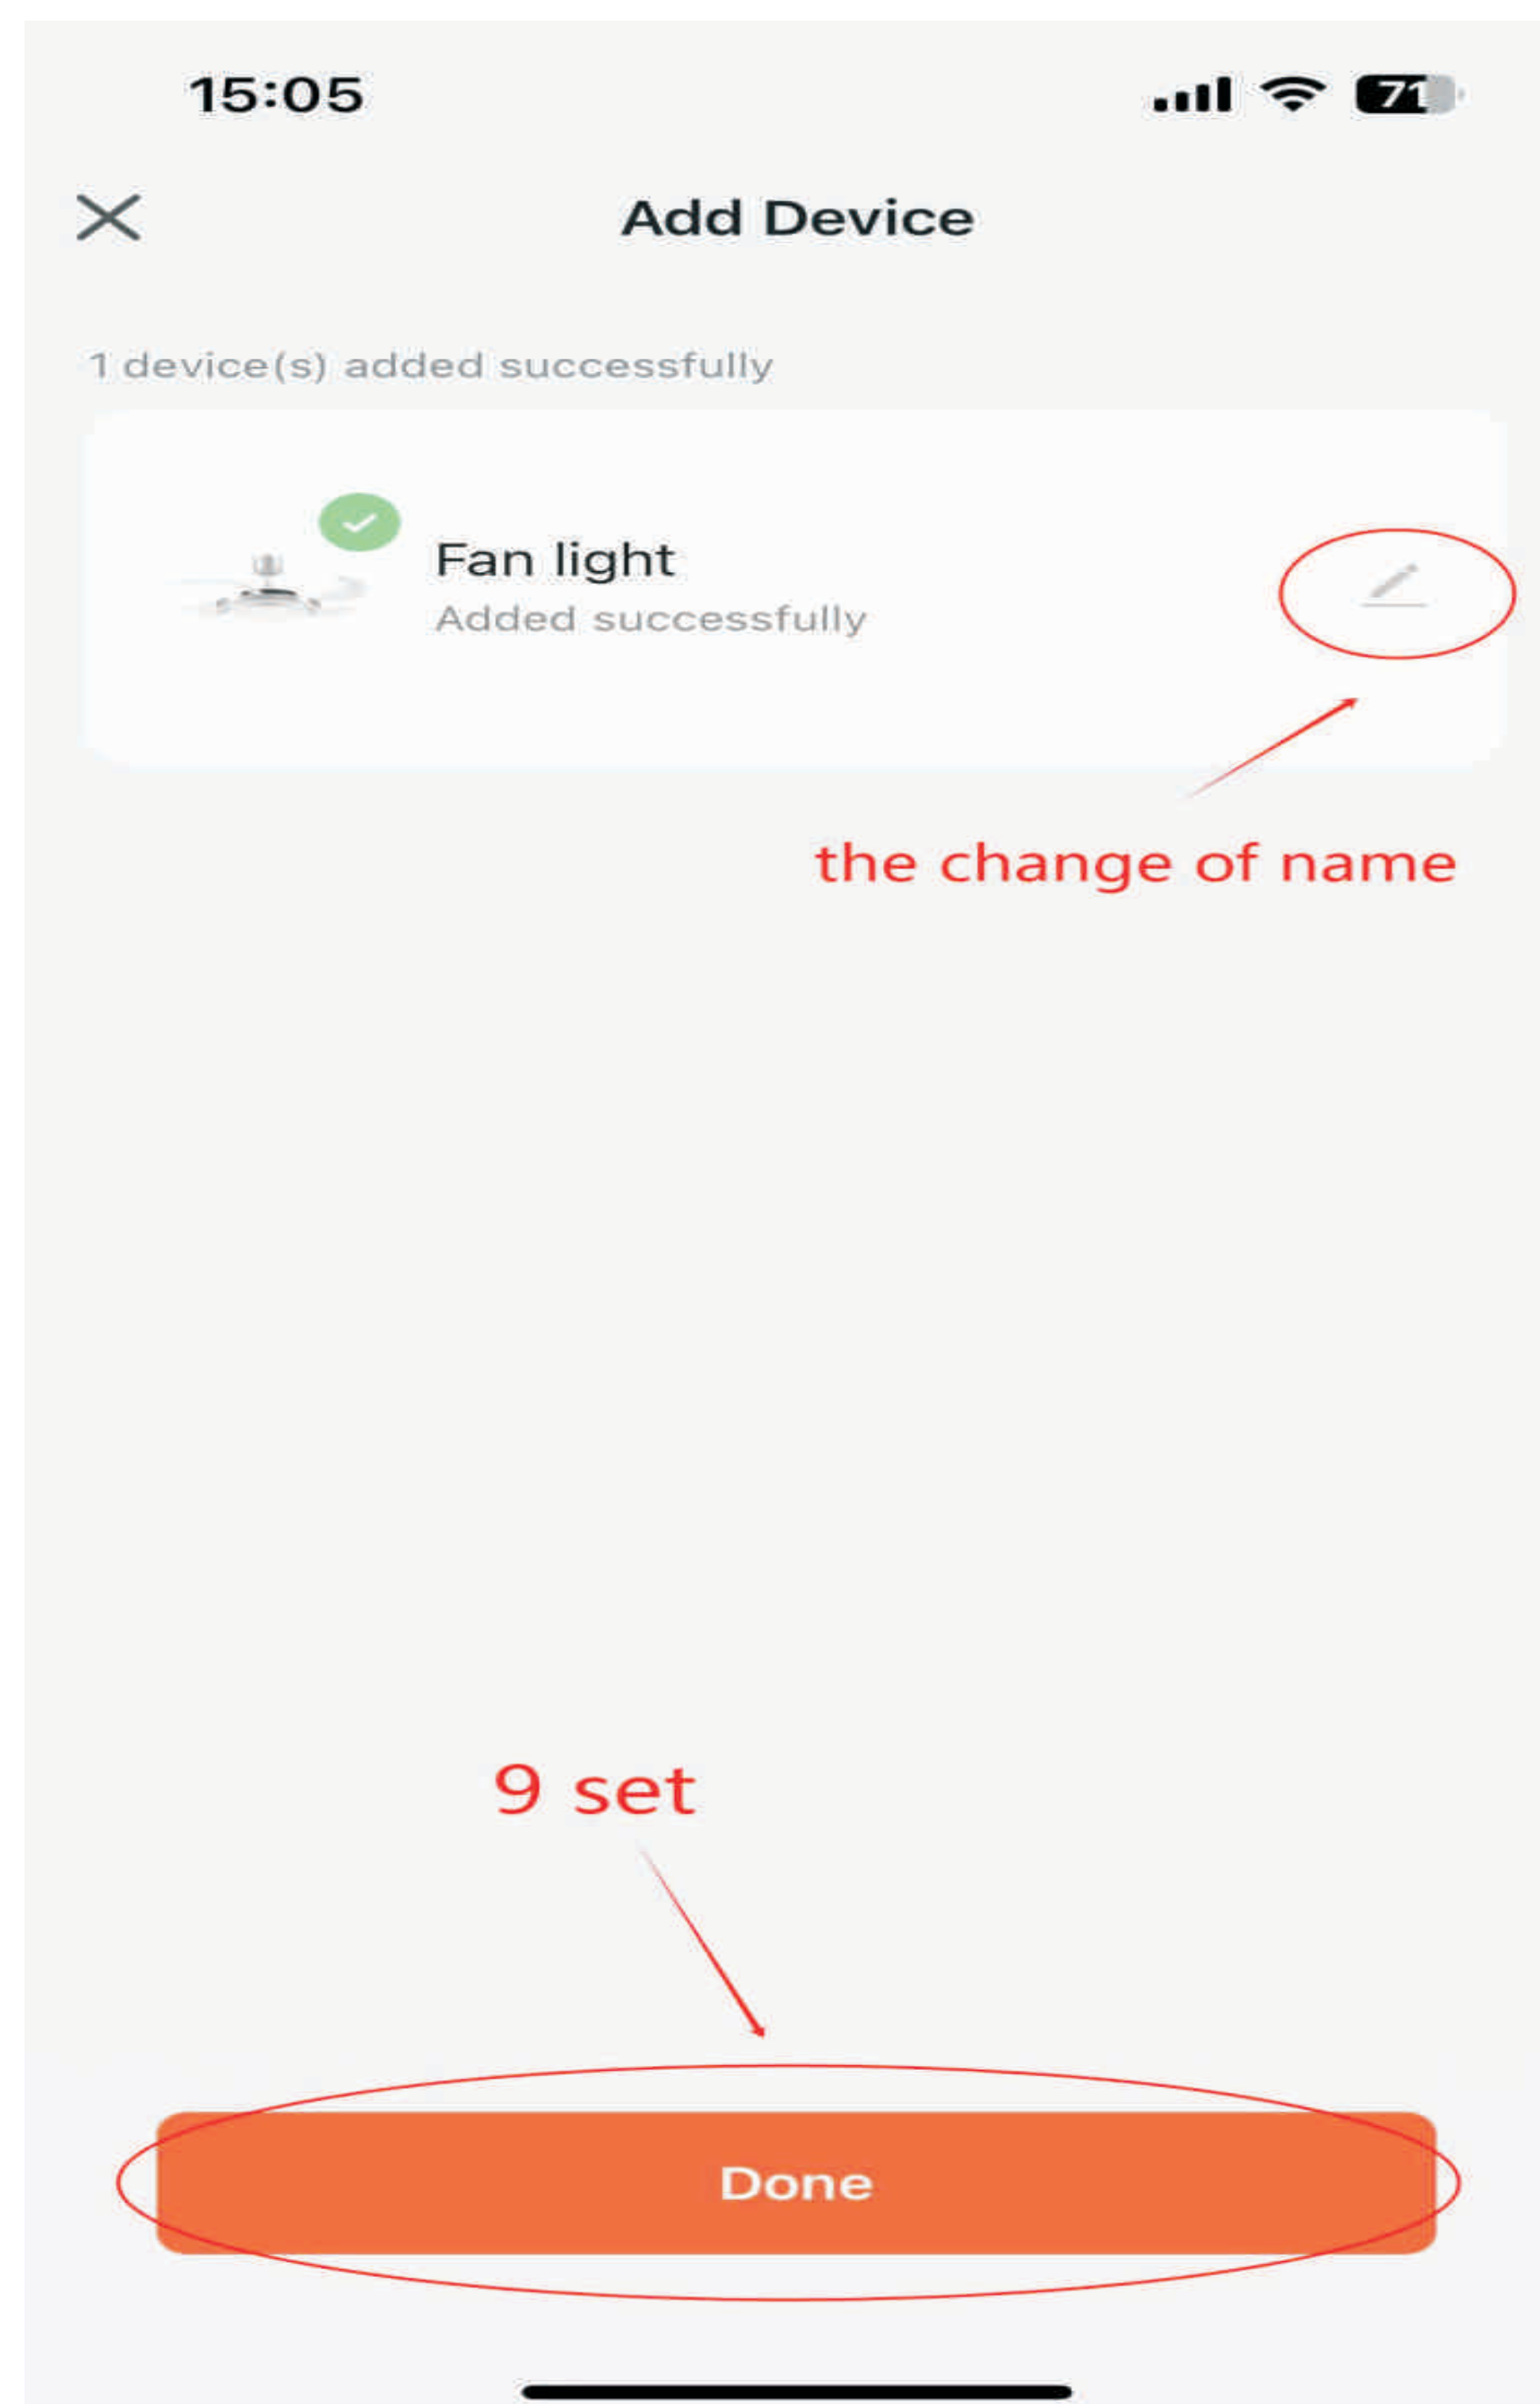 15:05
71
Add Device
1 device(s) added successfully
Fan light
Added successfully
the change of name
9 set
Done